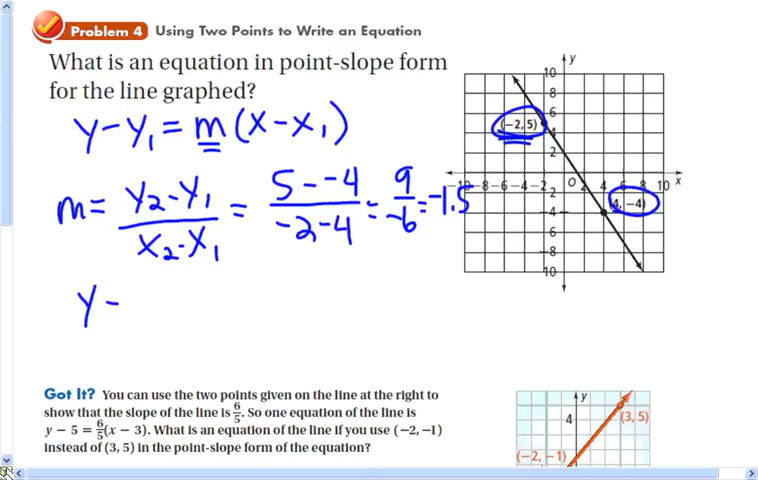 Problem 4 Using Two Points to Write an Equation
What is an equation in point-slope form
for the line graphed?
y - y₁ = m(x - x₁)
m = y₂ - y₁ / x₂ - x₁ = 5 - -4 / -2 - 4 = 9 / -6 = -1.5
y -
y
10
8
6
4
2
(-2, 5)
-10 -8 -6 -4 -2 O 2 4 6 8 10 x
(4, -4)
-4
6
-8
10
Got It? You can use the two points given on the line at the right to
show that the slope of the line is 6/5. So one equation of the line is
y - 5 = 6/5(x - 3). What is an equation of the line if you use (-2, -1)
instead of (3, 5) in the point-slope form of the equation?
y
4
(3, 5)
(-2, -1)